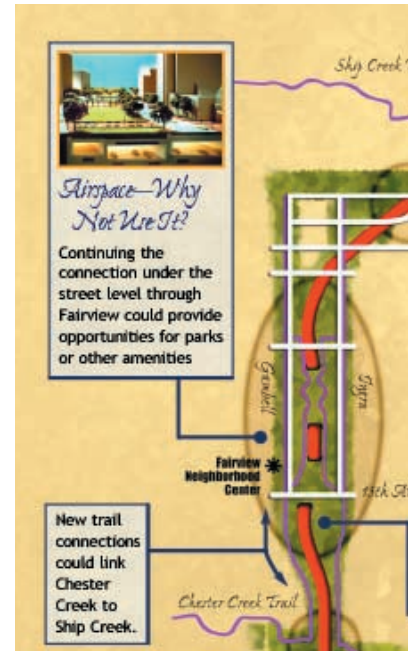 Ship Creek
Airspace—Why
Not Use It?
Continuing the
connection under the
street level through
Fairview could provide
opportunities for parks
or other amenities
Gambell
Ingra
Fairview
Neighborhood
Center
15th
New trail
connections
could link
Chester
Creek to
Ship Creek.
Chester Creek Trail